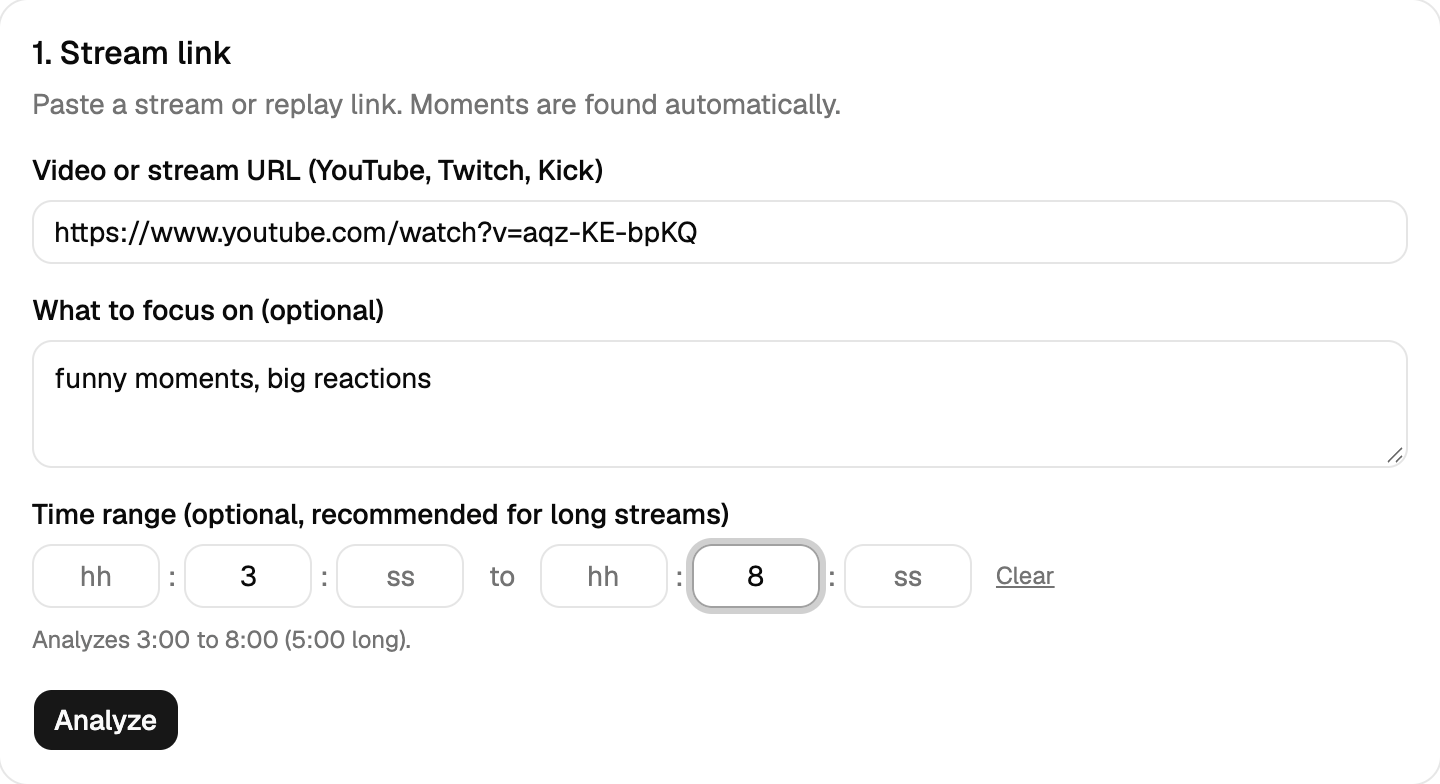 1. Stream link
Paste a stream or replay link. Moments are found automatically.
Video or stream URL (YouTube, Twitch, Kick)
https://www.youtube.com/watch?v=aqz-KE-bpKQ
What to focus on (optional)
funny moments, big reactions
Time range (optional, recommended for long streams)
hh : 3 : ss to hh : 8 : ss Clear
Analyzes 3:00 to 8:00 (5:00 long).
Analyze